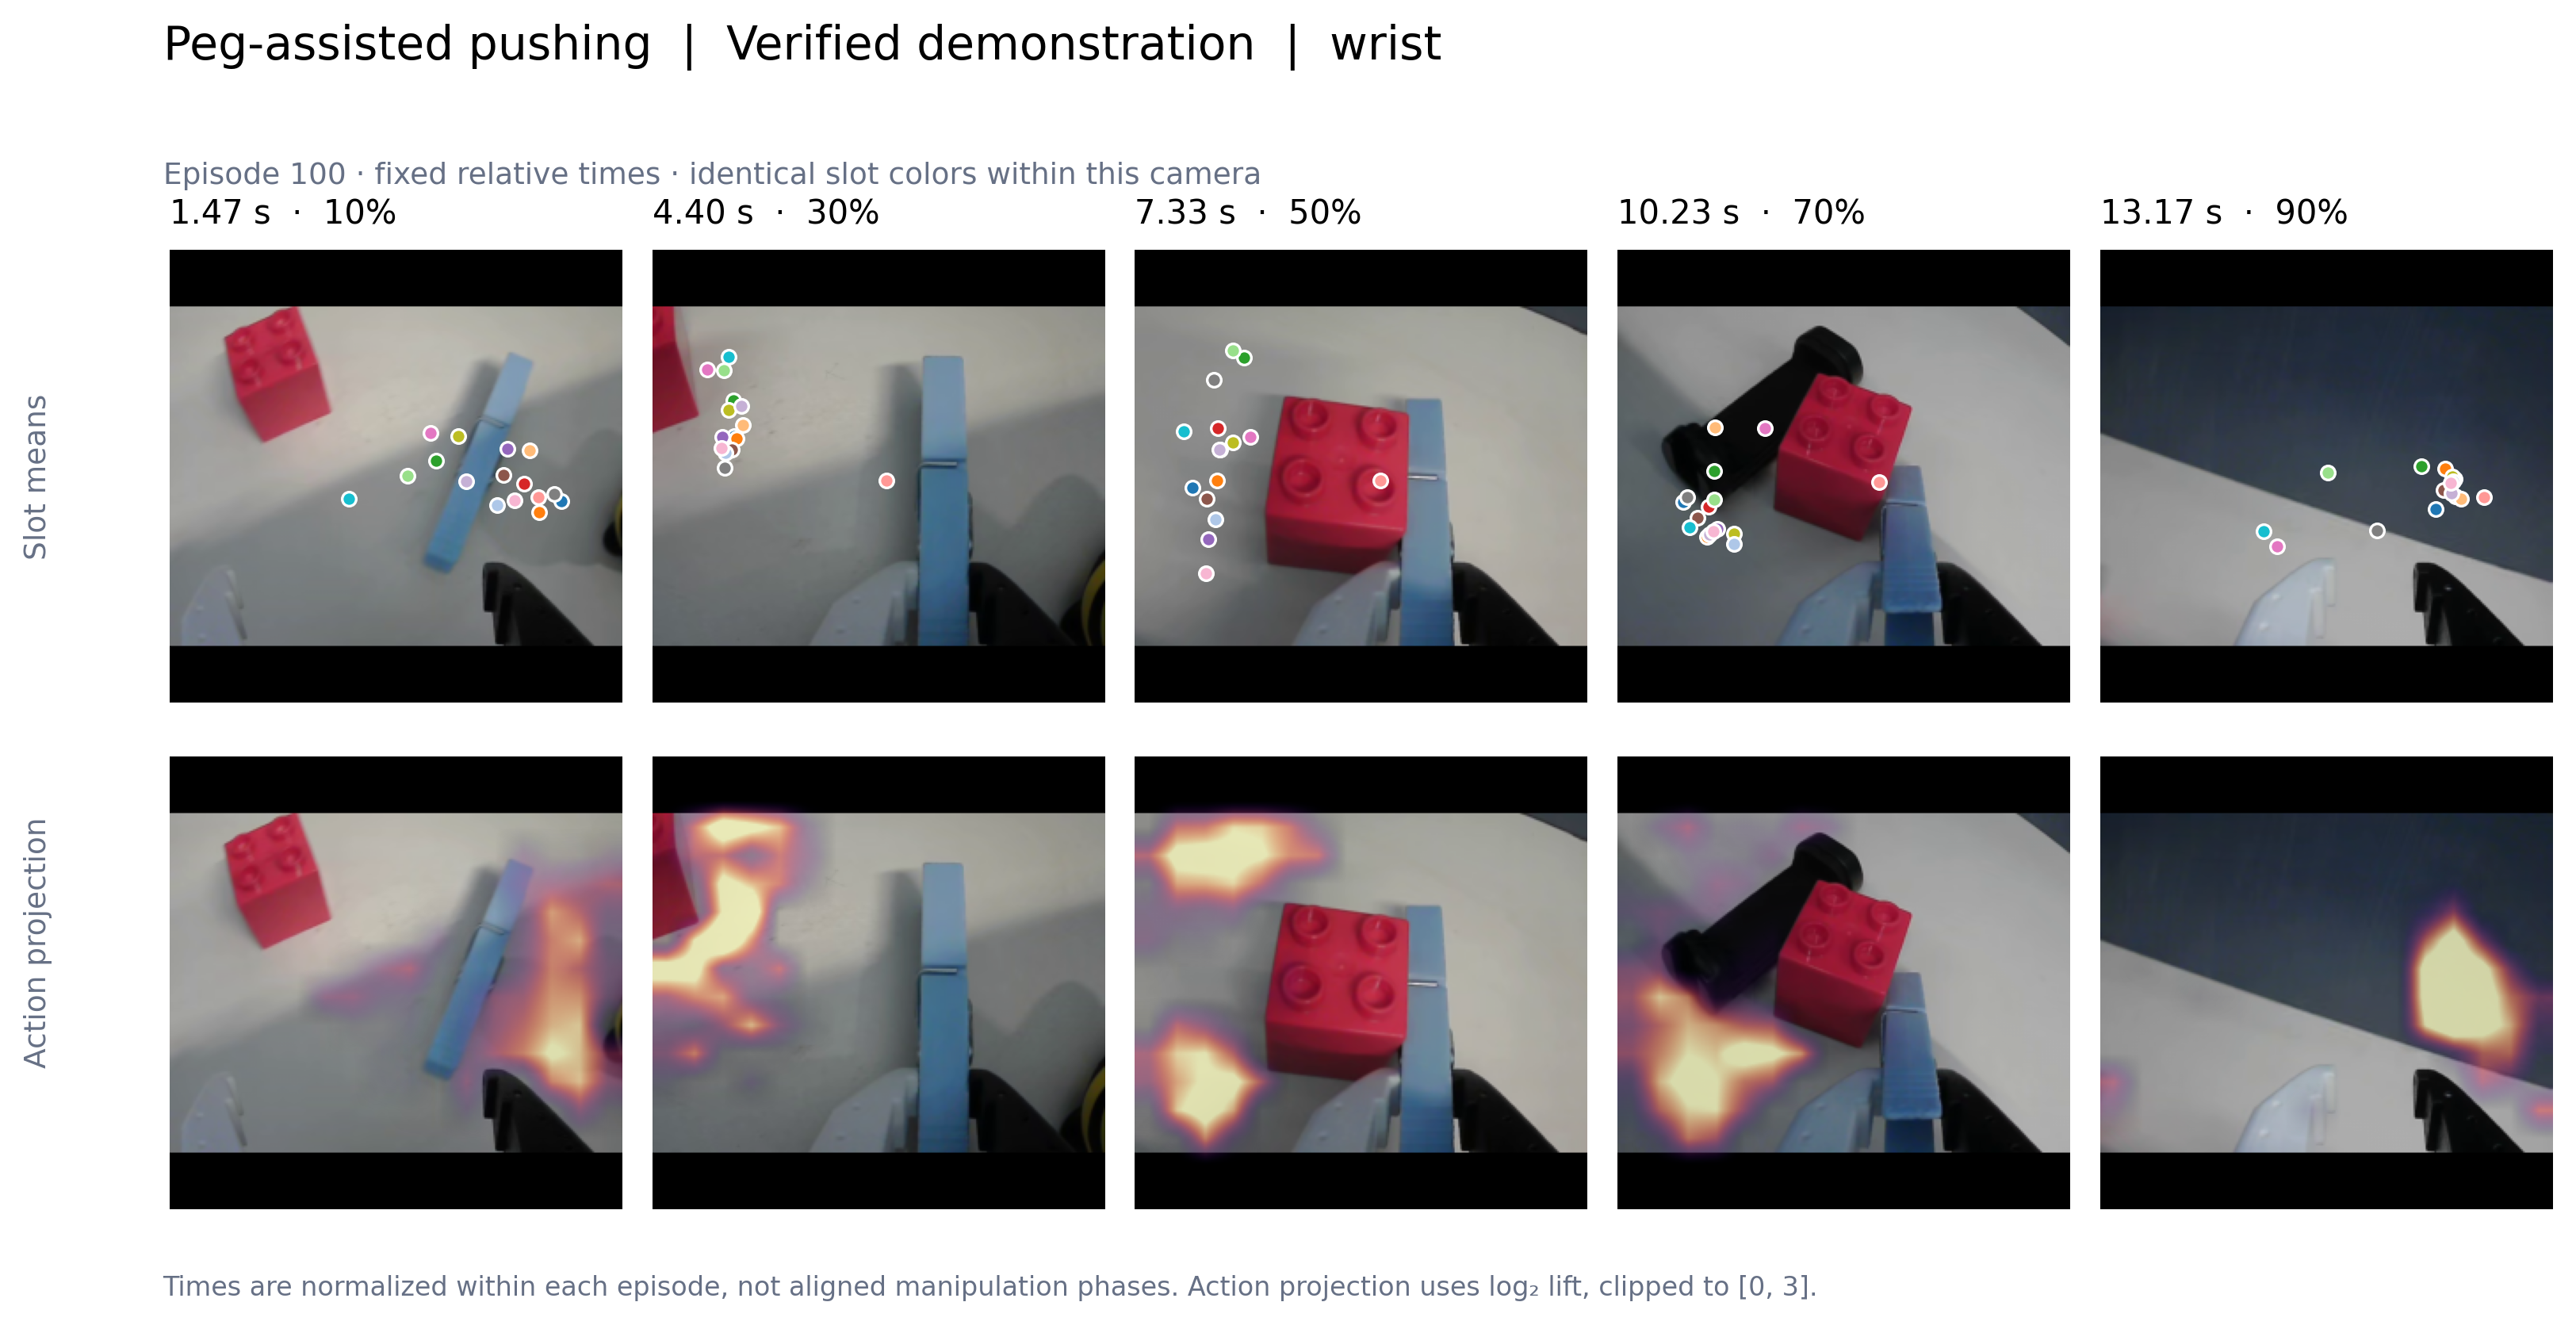 Peg-assisted pushing | Verified demonstration | wrist
Episode 100 · fixed relative times · identical slot colors within this camera
1.47 s · 10%
4.40 s · 30%
7.33 s · 50%
10.23 s · 70%
13.17 s · 90%
Slot means
Action projection
Times are normalized within each episode, not aligned manipulation phases. Action projection uses log₂ lift, clipped to [0, 3].